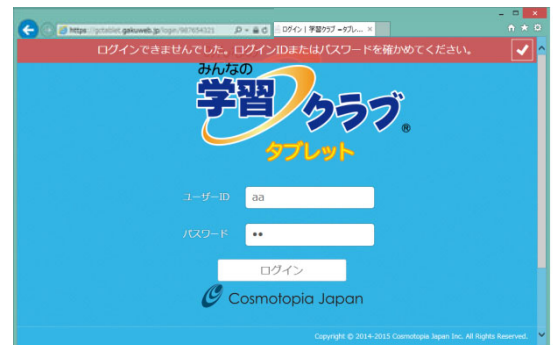 https://pctablet.gakuweb.jp/login/987654321
ログイン | 学習クラブ -タブレ...
ログインできませんでした。ログインIDまたはパスワードを確かめてください。
みんなの
学習クラブ®
タブレット
ユーザーID aa
パスワード ••
ログイン
Cosmotopia Japan
Copyright © 2014-2015 Cosmotopia Japan Inc. All Rights Reserved.